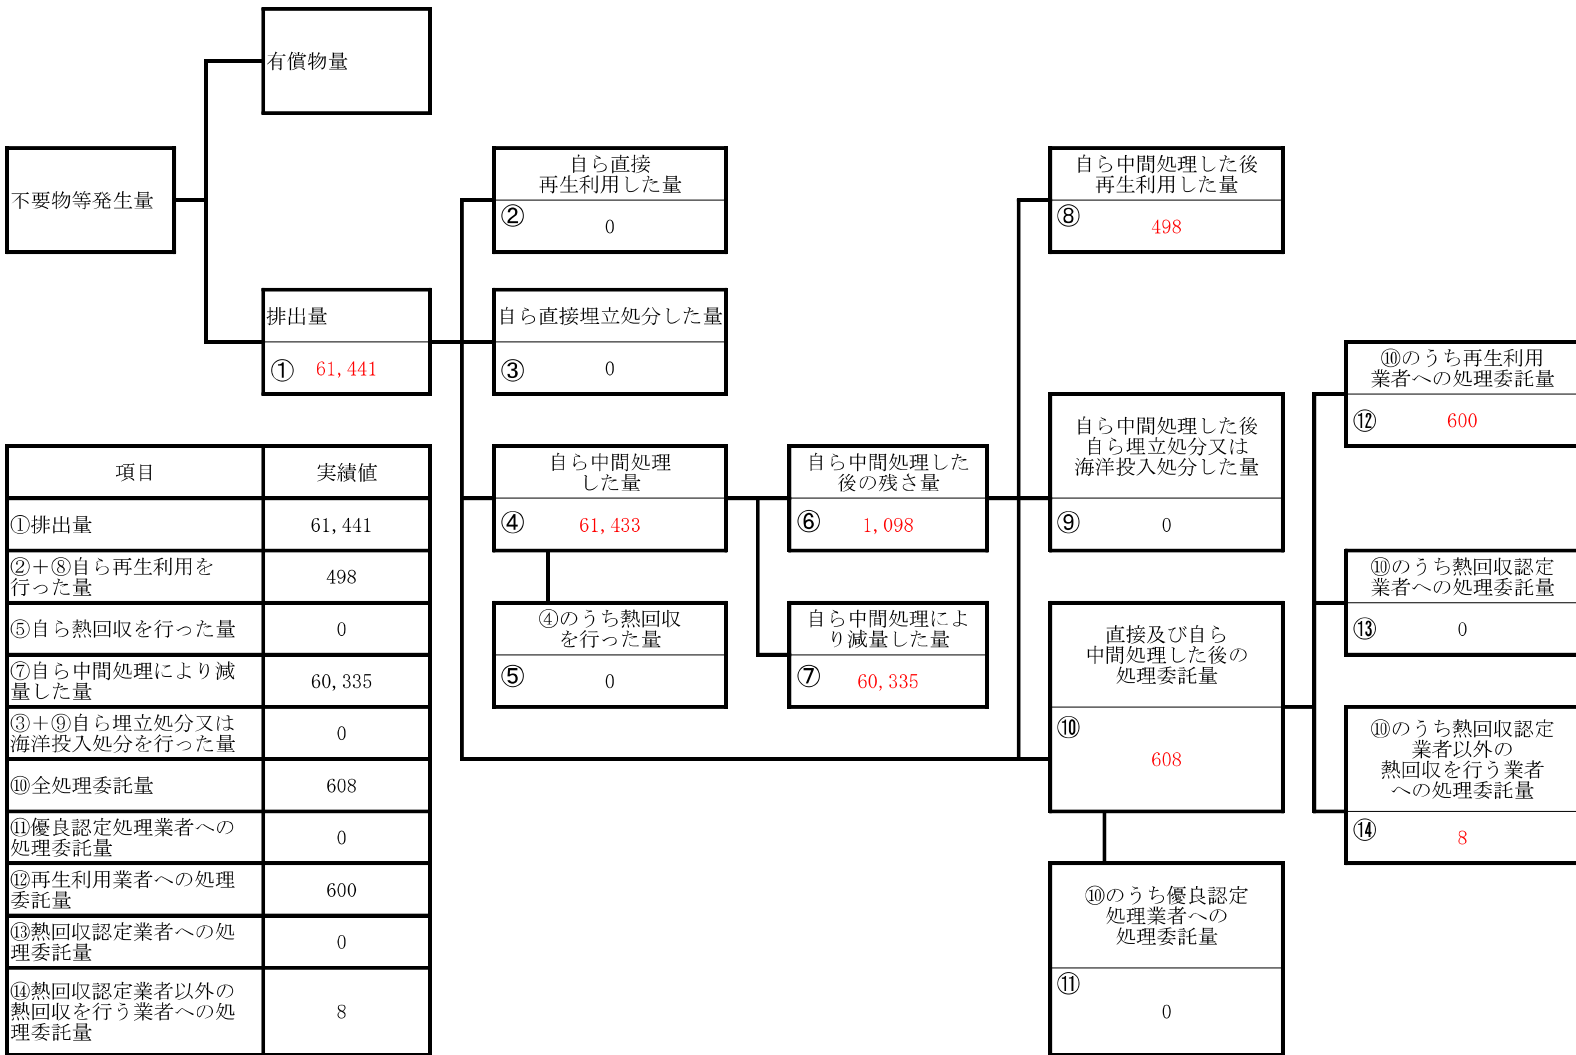 有償物量
不要物等発生量
自ら直接
再生利用した量
②
0
自ら中間処理した後
再生利用した量
⑧
498
排出量
① 61,441
自ら直接埋立処分した量
③
0
⑩のうち再生利用
業者への処理委託量
⑫
600
自ら中間処理
した量
④
61,433
自ら中間処理した
後の残さ量
⑥
1,098
自ら中間処理した後
自ら埋立処分又は
海洋投入処分した量
⑨
0
⑩のうち熱回収認定
業者への処理委託量
⑬
0
④のうち熱回収
を行った量
⑤
0
自ら中間処理によ
り減量した量
⑦
60,335
直接及び自ら
中間処理した後の
処理委託量
⑩
608
⑩のうち熱回収認定
業者以外の
熱回収を行う業者
への処理委託量
⑭
8
⑩のうち優良認定
処理業者への
処理委託量
⑪
0
項目 実績値
①排出量 61,441
②＋⑧自ら再生利用を
行った量
498
⑤自ら熱回収を行った量 0
⑦自ら中間処理により減
量した量
60,335
③＋⑨自ら埋立処分又は
海洋投入処分を行った量
0
⑩全処理委託量 608
⑪優良認定処理業者への
処理委託量
0
⑫再生利用業者への処理
委託量
600
⑬熱回収認定業者への処
理委託量
0
⑭熱回収認定業者以外の
熱回収を行う業者への処
理委託量
8